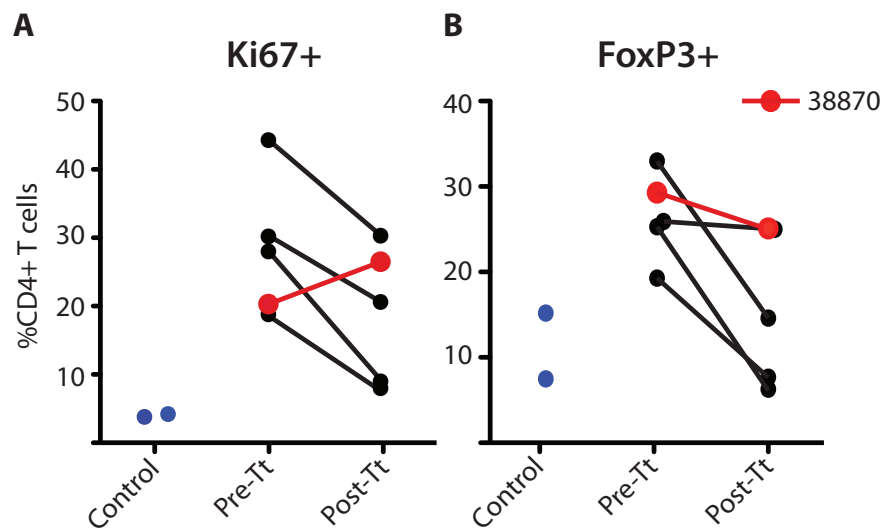 A
Ki67+
%CD4+ T cells
50
40
30
20
10
Control
Pre-Tt
Post-Tt
B
FoxP3+
38870
40
30
20
10
Control
Pre-Tt
Post-Tt